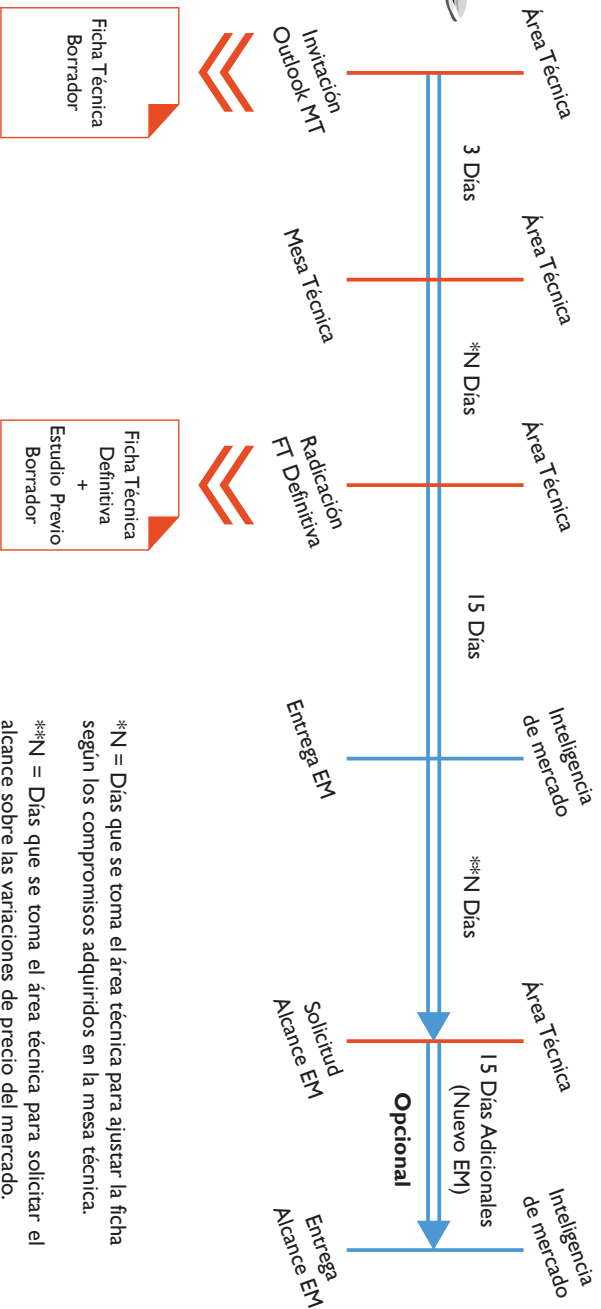 Área Técnica
Área Técnica
Área Técnica
Inteligencia
de mercado
Área Técnica
Inteligencia
de mercado
3 Días
*N Días
15 Días
**N Días
15 Días Adicionales
(Nuevo EM)
Opcional
Invitación
Outlook MT
Mesa Técnica
Radicación
FT Definitiva
Entrega EM
Solicitud
Alcance EM
Entrega
Alcance EM
Ficha Técnica
Borrador
Ficha Técnica
Definitiva
+
Estudio Previo
Borrador
*N = Días que se toma el área técnica para ajustar la ficha
según los compromisos adquiridos en la mesa técnica.
**N = Días que se toma el área técnica para solicitar el
alcance sobre las variaciones de precio del mercado.